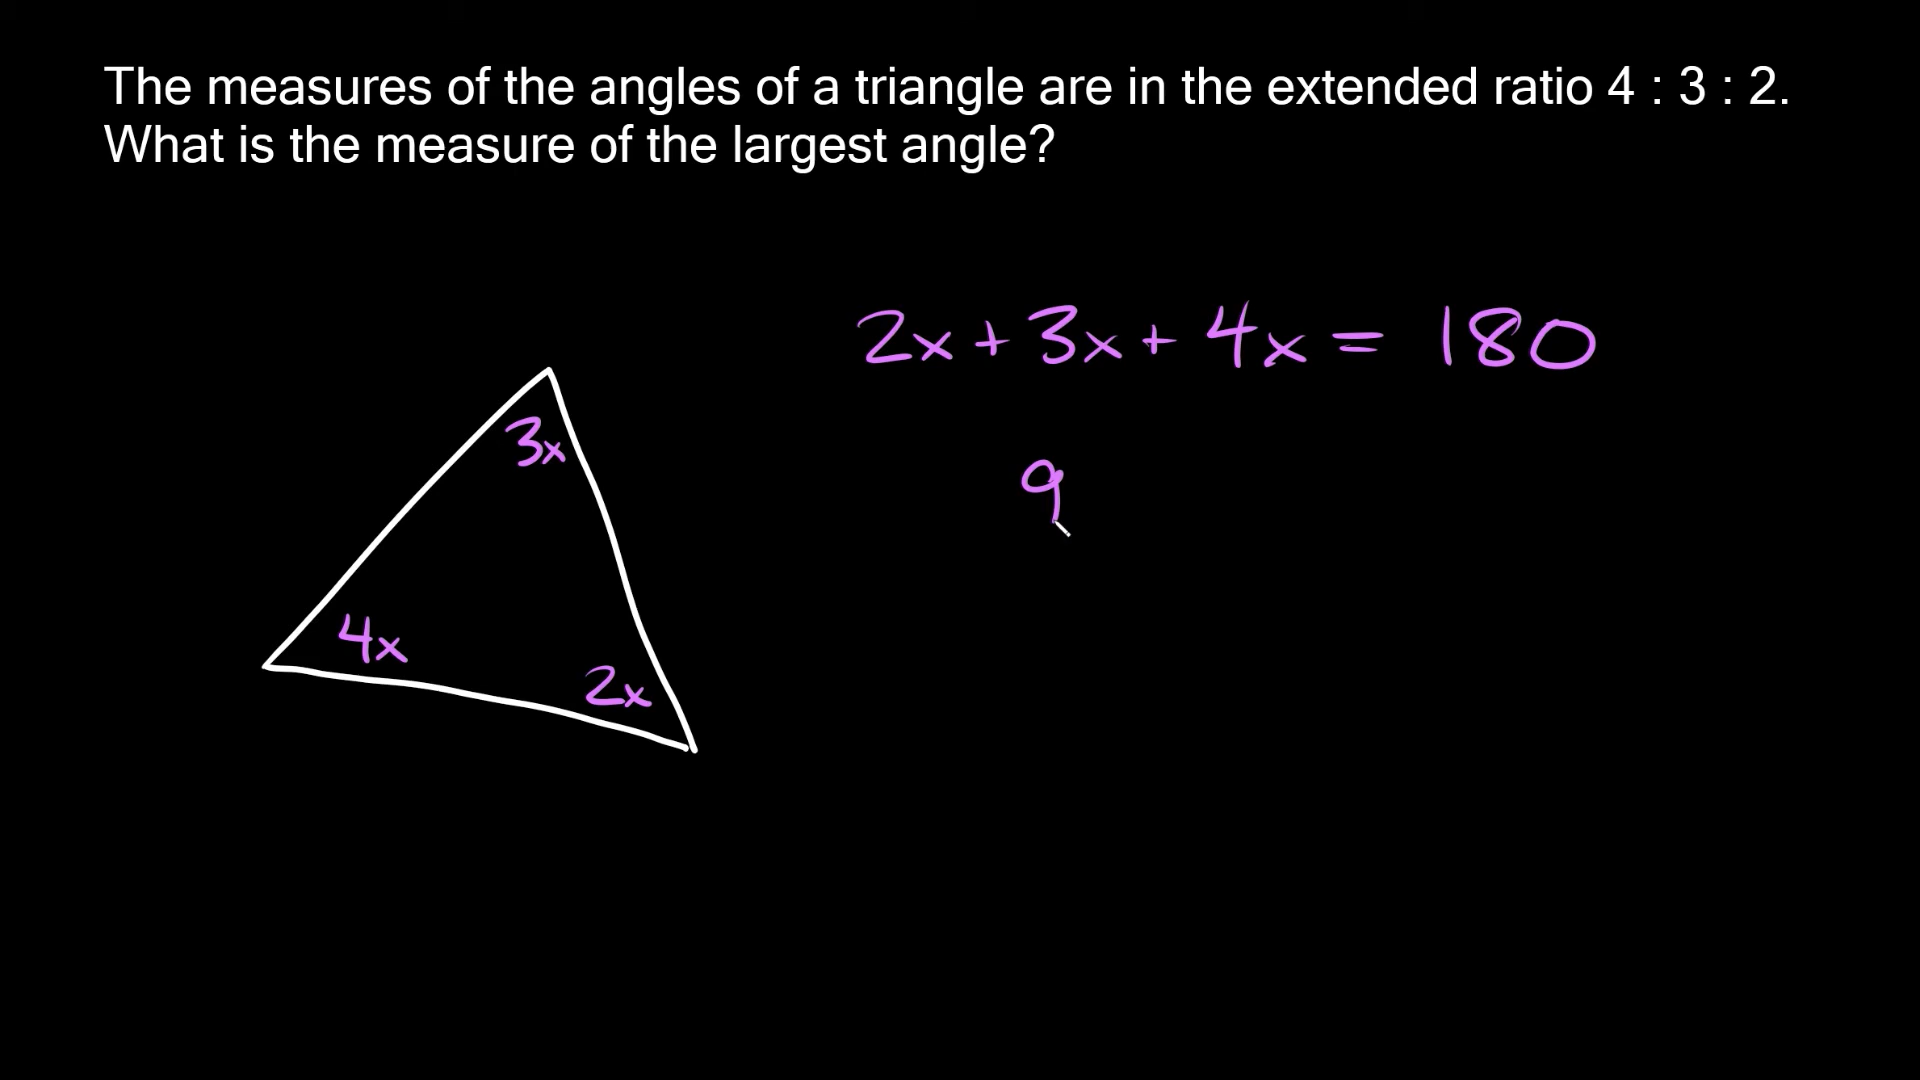 The measures of the angles of a triangle are in the extended ratio 4 : 3 : 2.
What is the measure of the largest angle?
2x + 3x + 4x = 180
3x
9
4x
2x